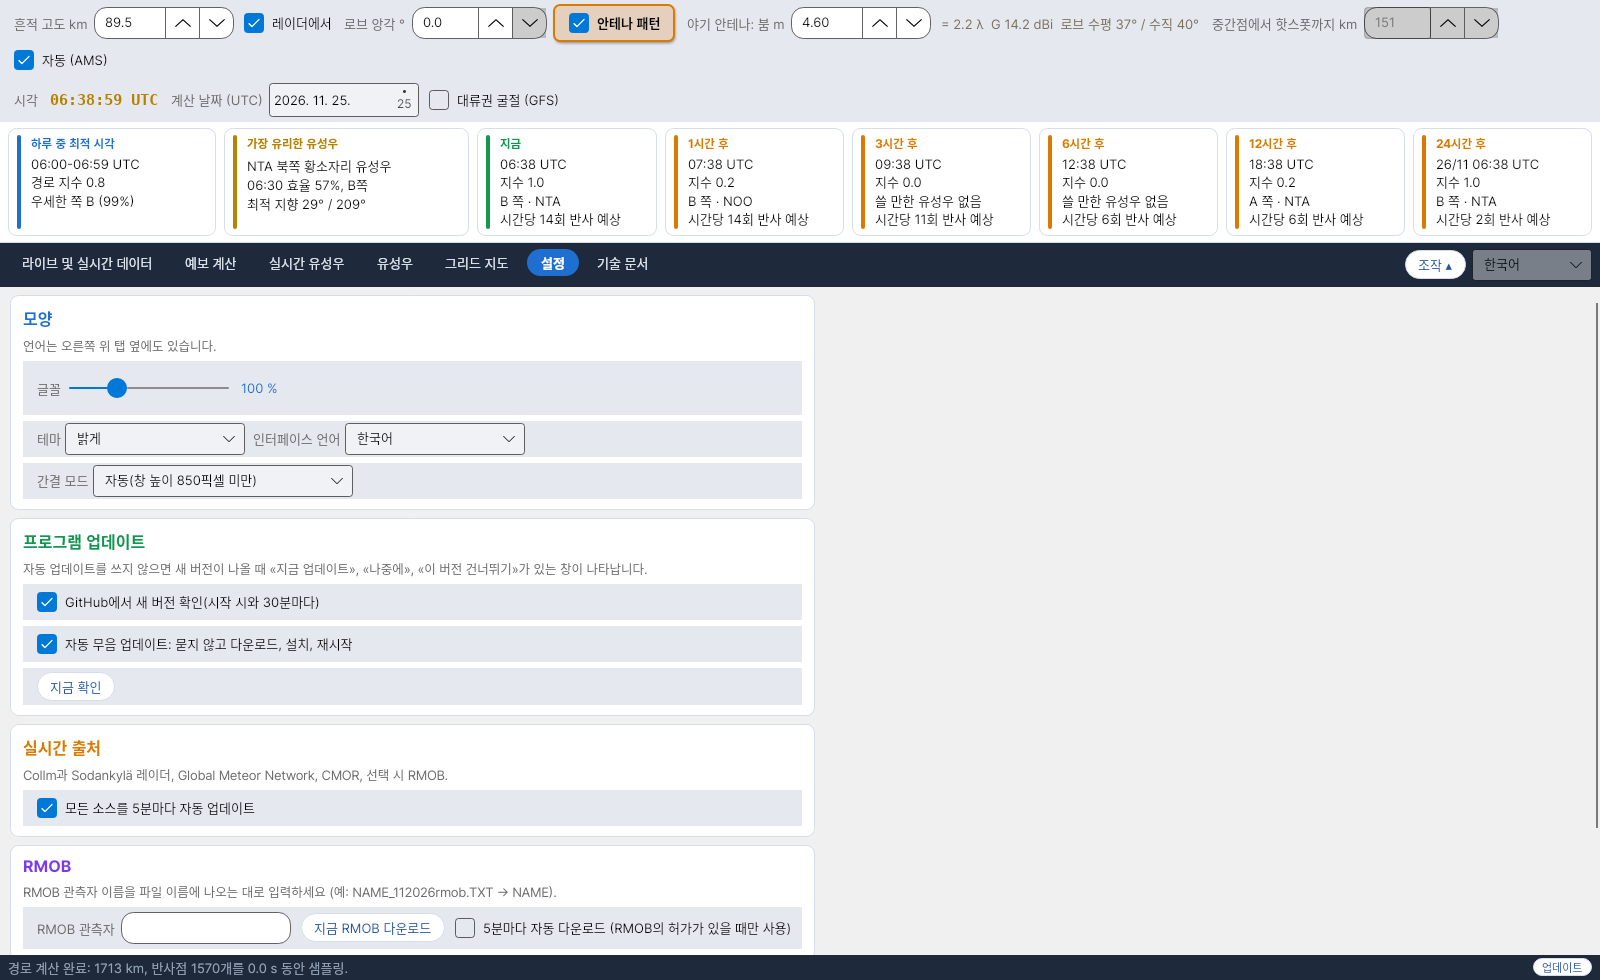 흔적 고도 km 89.5 레이더에서 로브 앙각 ° 0.0 안테나 패턴 야기 안테나: 붐 m 4.60 = 2.2 λ G 14.2 dBi 로브 수평 37° / 수직 40° 중간점에서 핫스폿까지 km 151
자동 (AMS)
시각 06:38:59 UTC 계산 날짜 (UTC) 2026. 11. 25. 25 대류권 굴절 (GFS)
하루 중 최적 시각
06:00-06:59 UTC
경로 지수 0.8
우세한 쪽 B (99%)
가장 유리한 유성우
NTA 북쪽 황소자리 유성우
06:30 효율 57%, B쪽
최적 지향 29° / 209°
지금
06:38 UTC
지수 1.0
B 쪽 · NTA
시간당 14회 반사 예상
1시간 후
07:38 UTC
지수 0.2
B 쪽 · NOO
시간당 14회 반사 예상
3시간 후
09:38 UTC
지수 0.0
쓸 만한 유성우 없음
시간당 11회 반사 예상
6시간 후
12:38 UTC
지수 0.0
쓸 만한 유성우 없음
시간당 6회 반사 예상
12시간 후
18:38 UTC
지수 0.2
A 쪽 · NTA
시간당 6회 반사 예상
24시간 후
26/11 06:38 UTC
지수 1.0
B 쪽 · NTA
시간당 2회 반사 예상
라이브 및 실시간 데이터 예보 계산 실시간 유성우 유성우 그리드 지도 설정 기술 문서 조작 ▴ 한국어
모양
언어는 오른쪽 위 탭 옆에도 있습니다.
글꼴 100 %
테마 밝게 인터페이스 언어 한국어
간결 모드 자동(창 높이 850픽셀 미만)
프로그램 업데이트
자동 업데이트를 쓰지 않으면 새 버전이 나올 때 «지금 업데이트», «나중에», «이 버전 건너뛰기»가 있는 창이 나타납니다.
GitHub에서 새 버전 확인(시작 시와 30분마다)
자동 무음 업데이트: 묻지 않고 다운로드, 설치, 재시작
지금 확인
실시간 출처
Collm과 Sodankylä 레이더, Global Meteor Network, CMOR, 선택 시 RMOB.
모든 소스를 5분마다 자동 업데이트
RMOB
RMOB 관측자 이름을 파일 이름에 나오는 대로 입력하세요 (예: NAME_112026rmob.TXT → NAME).
RMOB 관측자 지금 RMOB 다운로드 5분마다 자동 다운로드 (RMOB의 허가가 있을 때만 사용)
경로 계산 완료: 1713 km, 반사점 1570개를 0.0 s 동안 샘플링. 업데이트